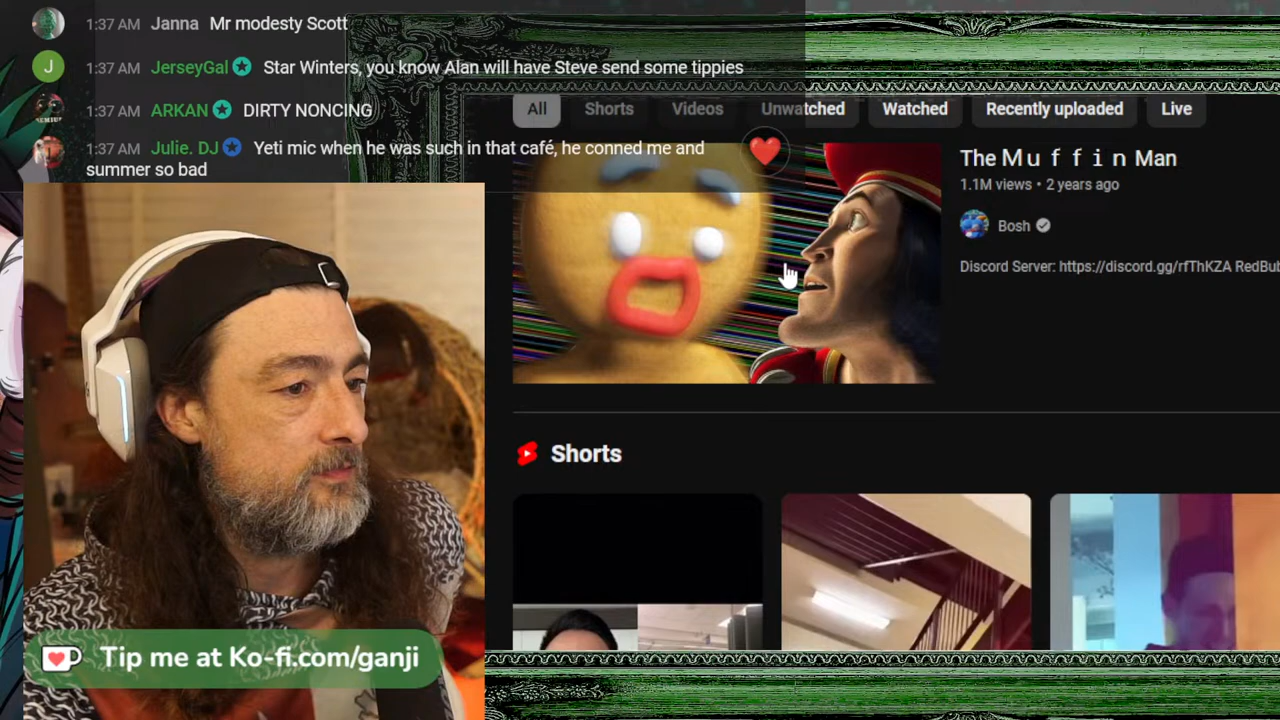 1:37 AM Janna Mr modesty Scott
J 1:37 AM JerseyGal Star Winters, you know Alan will have Steve send some tippies
1:37 AM ARKAN DIRTY NONCING
1:37 AM Julie. DJ Yeti mic when he was such in that café, he conned me and
summer so bad
All Shorts Videos Unwatched Watched Recently uploaded Live
The M u f f i n Man
1.1M views • 2 years ago
Bosh
Discord Server: https://discord.gg/rfThKZA RedBub
Shorts
Tip me at Ko-fi.com/ganji